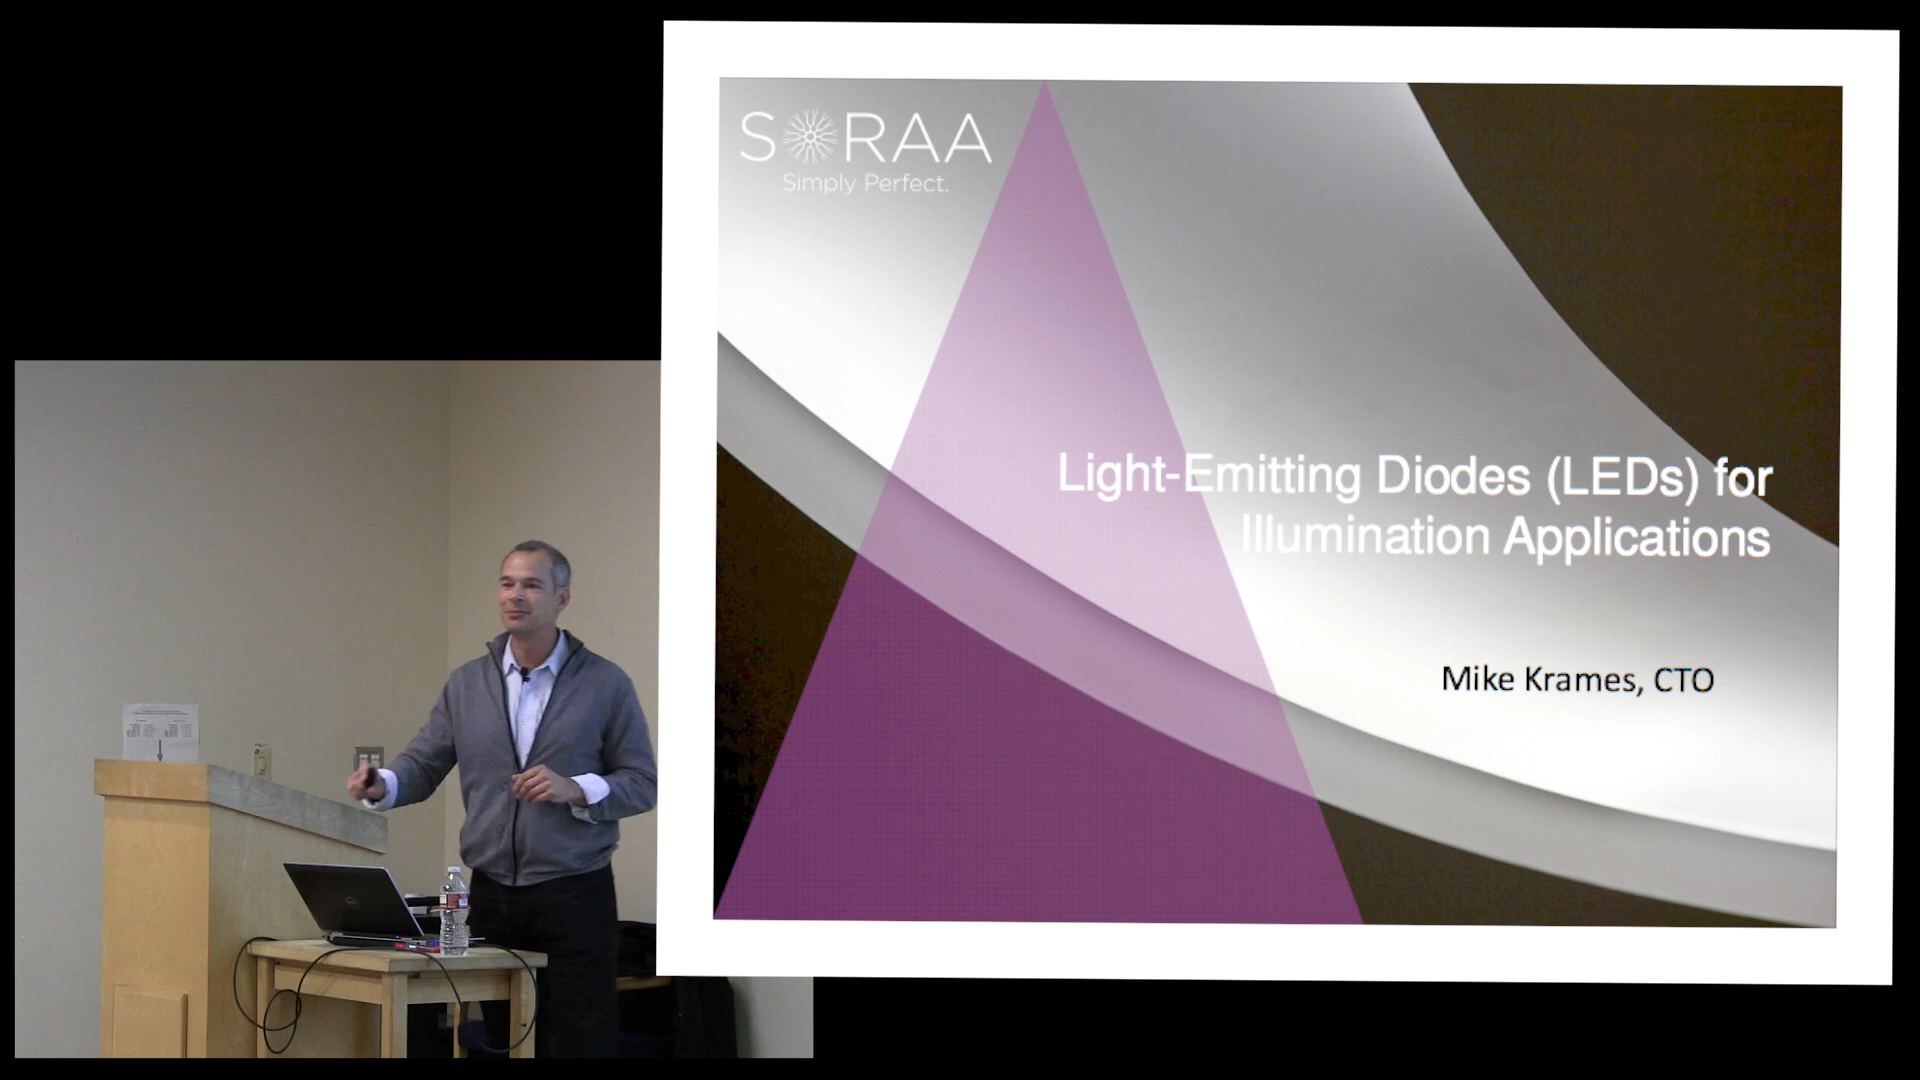 SORAA
Simply Perfect.
Light-Emitting Diodes (LEDs) for
Illumination Applications
Mike Krames, CTO